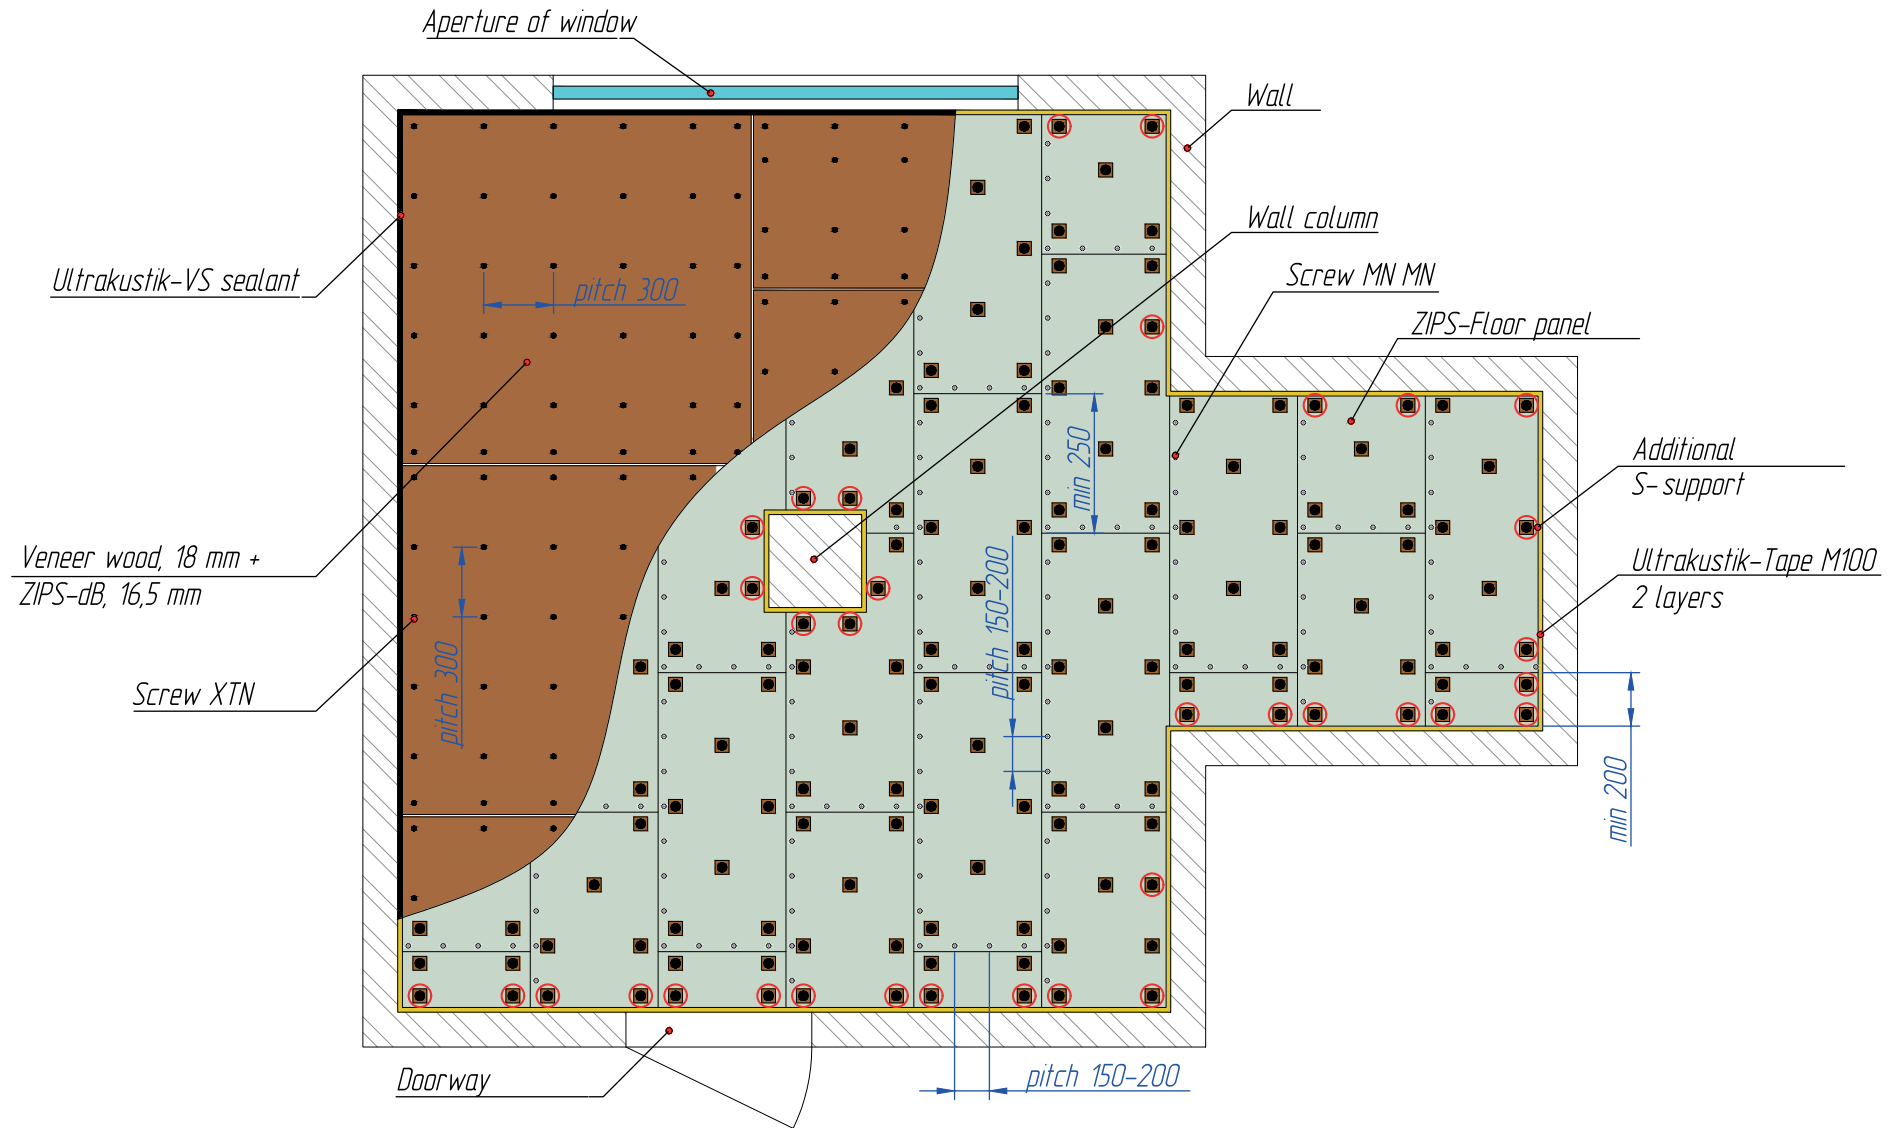 Aperture of window
Wall
Wall column
Screw MN MN
ZIPS-Floor panel
Ultrakustik-VS sealant
pitch 300
min 250
Additional
S-support
Veneer wood, 18 mm +
ZIPS-dB, 16,5 mm
pitch 150-200
Ultrakustik-Tape M100
2 layers
pitch 300
Screw XTN
min 200
Doorway
pitch 150-200